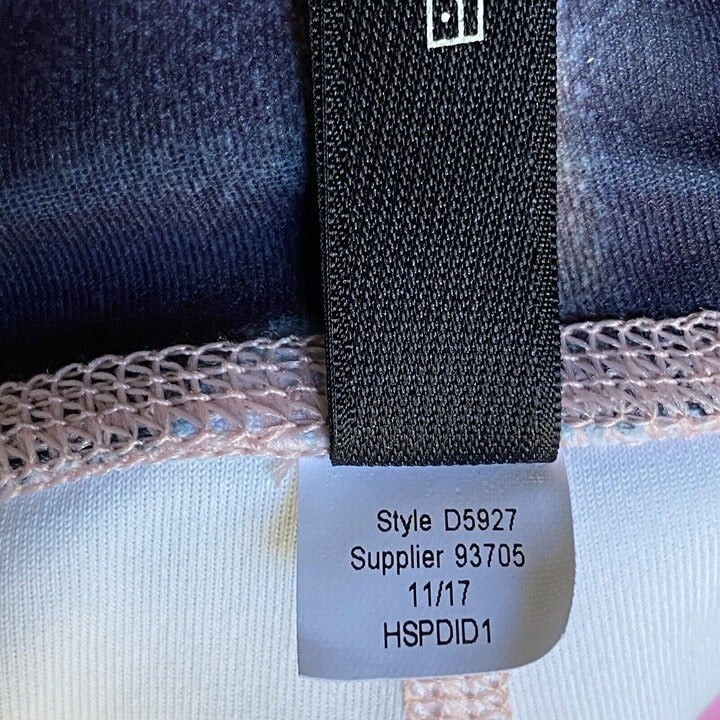 Style D5927
Supplier 93705
11/17
HSPDID1